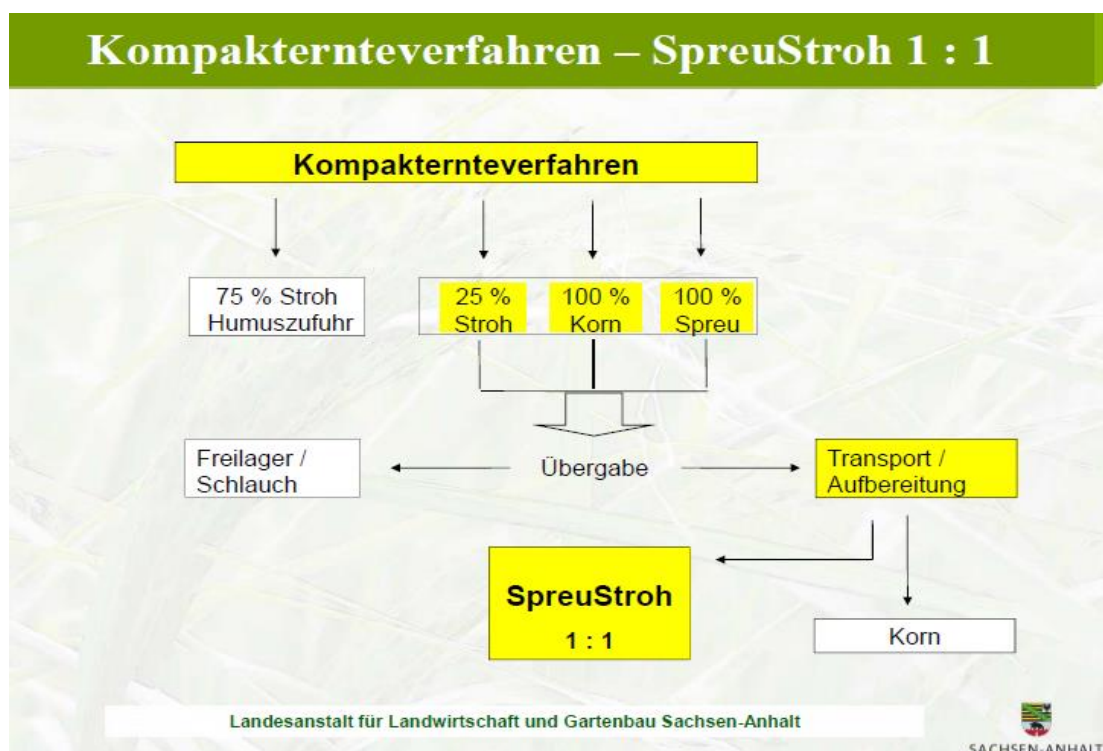 Kompakternteverfahren – SpreuStroh 1 : 1
Kompakternteverfahren
75 % Stroh
Humuszufuhr
25 %
Stroh
100 %
Korn
100 %
Spreu
Freilager /
Schlauch
Übergabe
Transport /
Aufbereitung
SpreuStroh
1 : 1
Korn
Landesanstalt für Landwirtschaft und Gartenbau Sachsen-Anhalt
SACHSEN-ANHALT